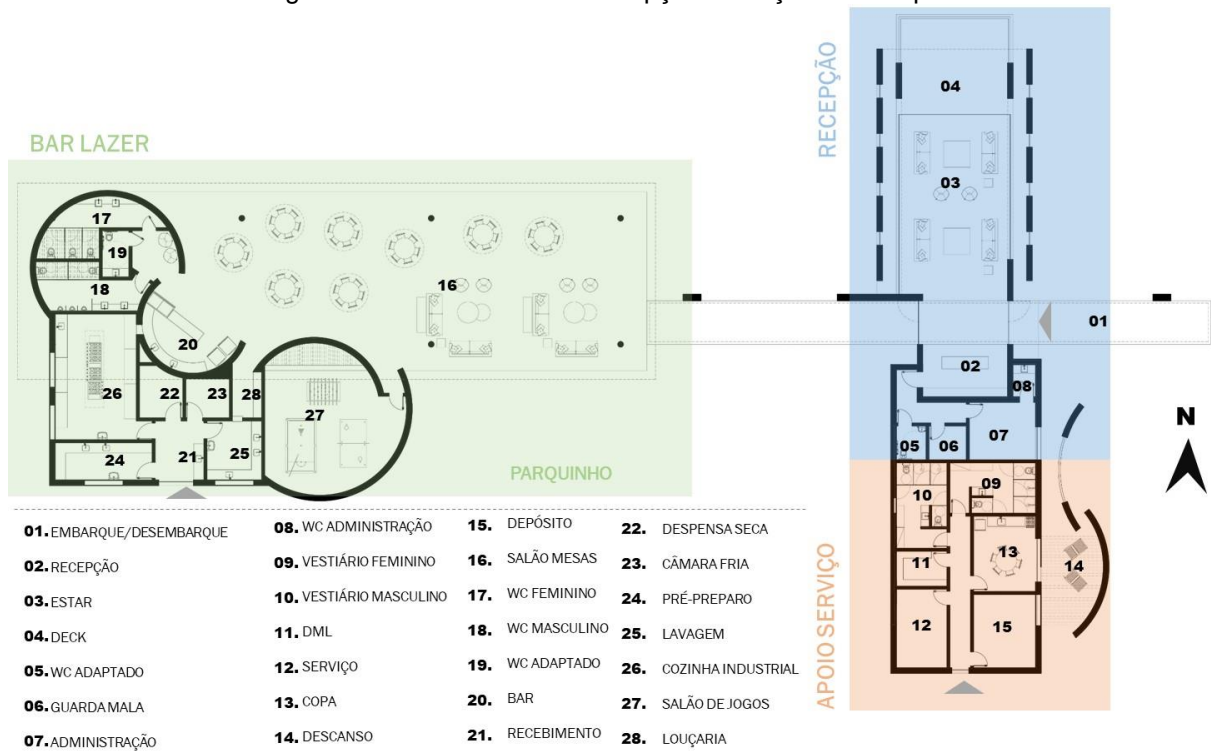 RECEPÇÃO
04
BAR LAZER
03
17
19
16
18
01
20
02
08
26
22
23
28
27
07
N
05
06
24
21
25
PARQUINHO
09
10
13
11
14
12
15
APOIO SERVIÇO
01. EMBARQUE/DESEMBARQUE
02. RECEPÇÃO
03. ESTAR
04. DECK
05. WC ADAPTADO
06. GUARDA MALA
07. ADMINISTRAÇÃO
08. WC ADMINISTRAÇÃO
09. VESTIÁRIO FEMININO
10. VESTIÁRIO MASCULINO
11. DML
12. SERVIÇO
13. COPA
14. DESCANSO
15. DEPÓSITO
16. SALÃO MESAS
17. WC FEMININO
18. WC MASCULINO
19. WC ADAPTADO
20. BAR
21. RECEBIMENTO
22. DESPENSA SECA
23. CÂMARA FRIA
24. PRÉ-PREPARO
25. LAVAGEM
26. COZINHA INDUSTRIAL
27. SALÃO DE JOGOS
28. LOUÇARIA